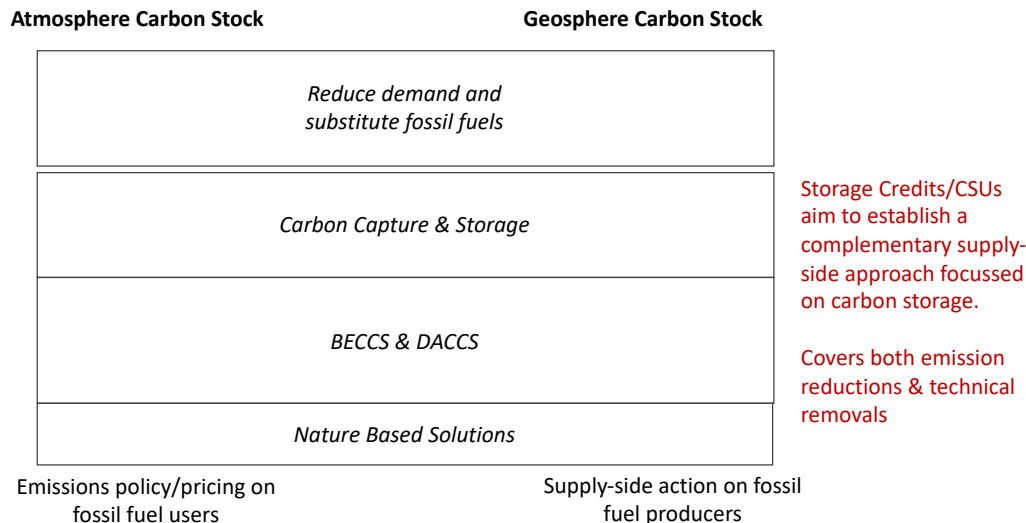 Atmosphere Carbon Stock
Geosphere Carbon Stock
Reduce demand and
substitute fossil fuels
Carbon Capture & Storage
BECCS & DACCS
Nature Based Solutions
Storage Credits/CSUs
aim to establish a
complementary supply-
side approach focussed
on carbon storage.
Covers both emission
reductions & technical
removals
Emissions policy/pricing on
fossil fuel users
Supply-side action on fossil
fuel producers